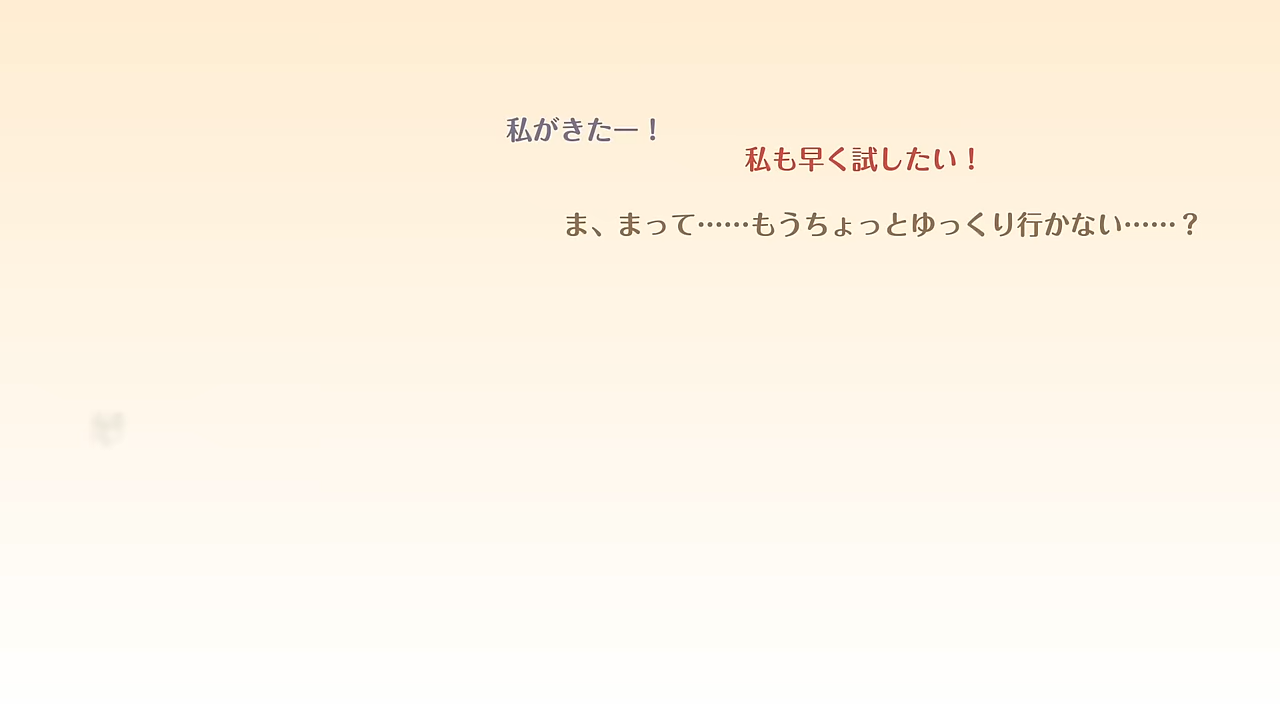 私がきたー！
私も早く試したい！
ま、まって……もうちょっとゆっくり行かない……？